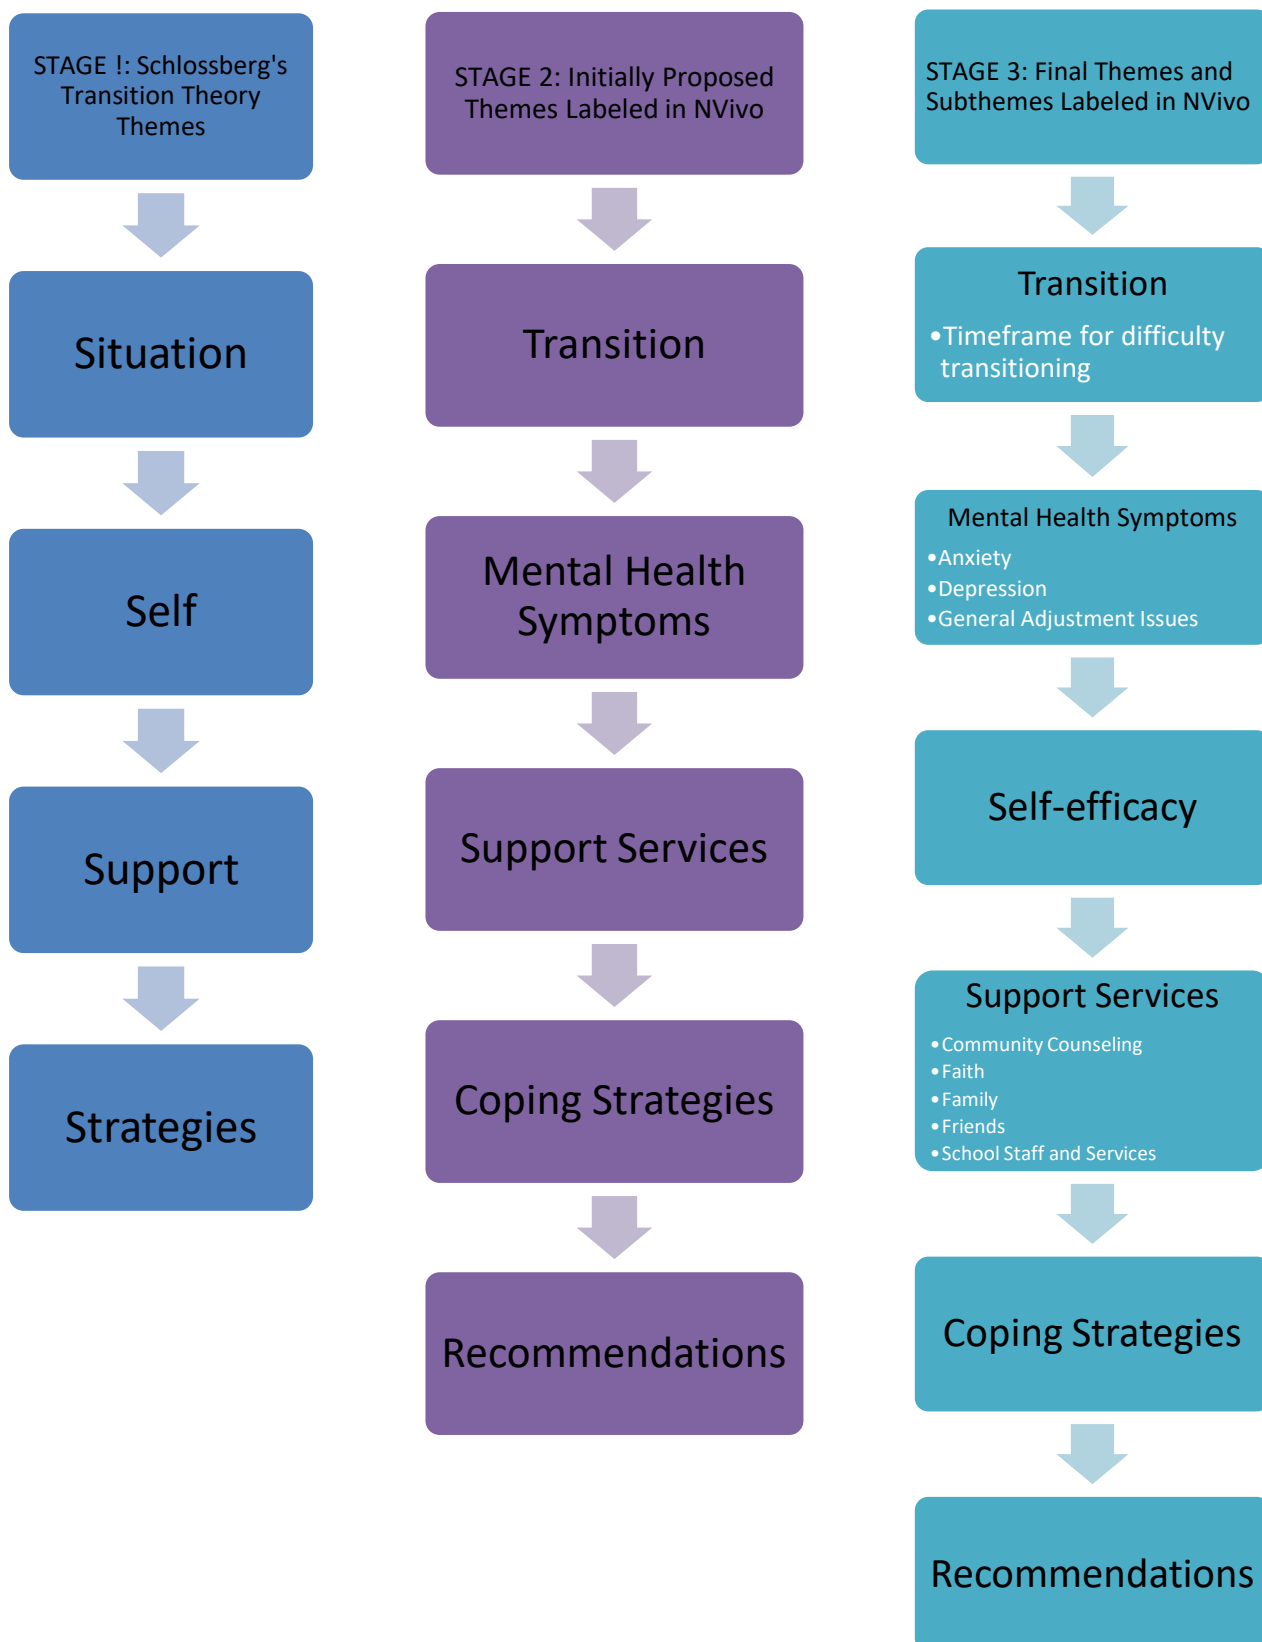 STAGE !: Schlossberg's
Transition Theory
Themes
Situation
Self
Support
Strategies
STAGE 2: Initially Proposed
Themes Labeled in NVivo
Transition
Mental Health
Symptoms
Support Services
Coping Strategies
Recommendations
STAGE 3: Final Themes and
Subthemes Labeled in NVivo
Transition
•Timeframe for difficulty
transitioning
Mental Health Symptoms
•Anxiety
•Depression
•General Adjustment Issues
Self-efficacy
Support Services
•Community Counseling
•Faith
•Family
•Friends
•School Staff and Services
Coping Strategies
Recommendations